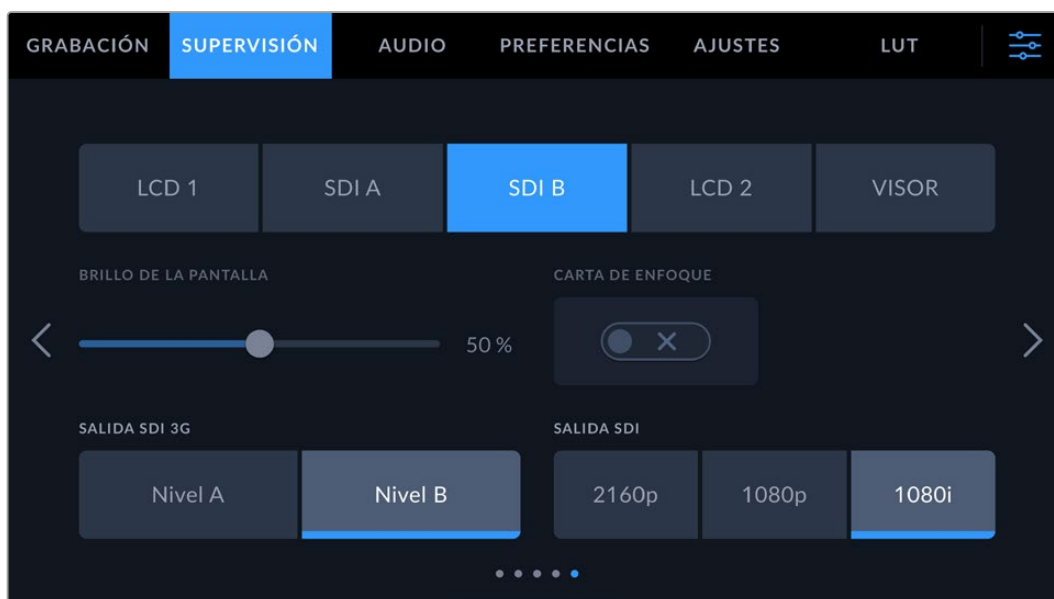 GRABACIÓN SUPERVISIÓN AUDIO PREFERENCIAS AJUSTES LUT
LCD 1 SDI A SDI B LCD 2 VISOR
BRILLO DE LA PANTALLA CARTA DE ENFOQUE
50 %
SALIDA SDI 3G SALIDA SDI
Nivel A Nivel B 2160p 1080p 1080i